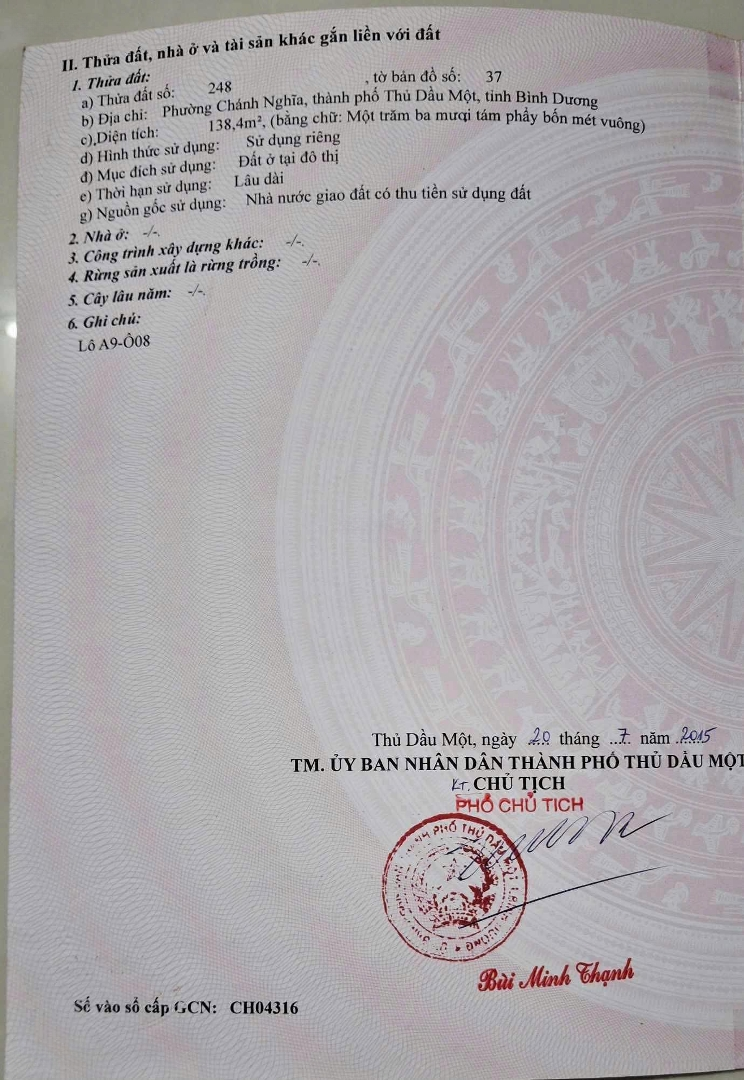 II. Thửa đất, nhà ở và tài sản khác gắn liền với đất
1. Thửa đất:
a) Thửa đất số: 248 , tờ bản đồ số: 37
b) Địa chỉ: Phường Chánh Nghĩa, thành phố Thủ Dầu Một, tỉnh Bình Dương
c),Diện tích: 138,4m², (bằng chữ: Một trăm ba mươi tám phẩy bốn mét vuông)
d) Hình thức sử dụng: Sử dụng riêng
đ) Mục đích sử dụng: Đất ở tại đô thị
e) Thời hạn sử dụng: Lâu dài
g) Nguồn gốc sử dụng: Nhà nước giao đất có thu tiền sử dụng đất
2. Nhà ở: -/-.
3. Công trình xây dựng khác: -/-.
4. Rừng sản xuất là rừng trồng: -/-.
5. Cây lâu năm: -/-.
6. Ghi chú:
Lô A9-Ô08
Thủ Dầu Một, ngày 20 tháng 7 năm 2015
TM. ỦY BAN NHÂN DÂN THÀNH PHỐ THỦ DẦU MỘT
KT. CHỦ TỊCH
PHÓ CHỦ TỊCH
Bùi Minh Thạnh
Số vào sổ cấp GCN: CH04316